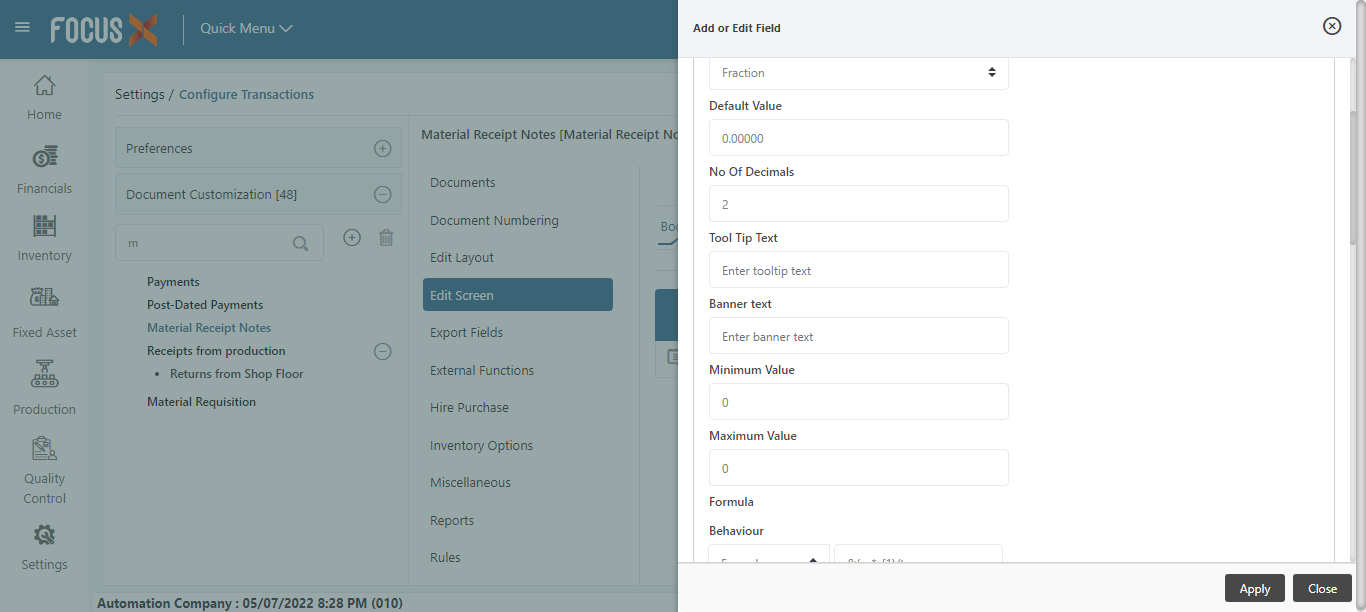 FOCUS X
Quick Menu
Add or Edit Field
Home
Financials
Inventory
Fixed Asset
Production
Quality
Control
Settings
Settings / Configure Transactions
Preferences
Document Customization [48]
m
Payments
Post-Dated Payments
Material Receipt Notes
Receipts from production
• Returns from Shop Floor
Material Requisition
Material Receipt Notes [Material Receipt No
Documents
Document Numbering
Edit Layout
Edit Screen
Export Fields
External Functions
Hire Purchase
Inventory Options
Miscellaneous
Reports
Rules
Bo
Fraction
Default Value
0.00000
No Of Decimals
2
Tool Tip Text
Enter tooltip text
Banner text
Enter banner text
Minimum Value
0
Maximum Value
0
Formula
Behaviour
Apply
Close
Automation Company : 05/07/2022 8:28 PM (010)